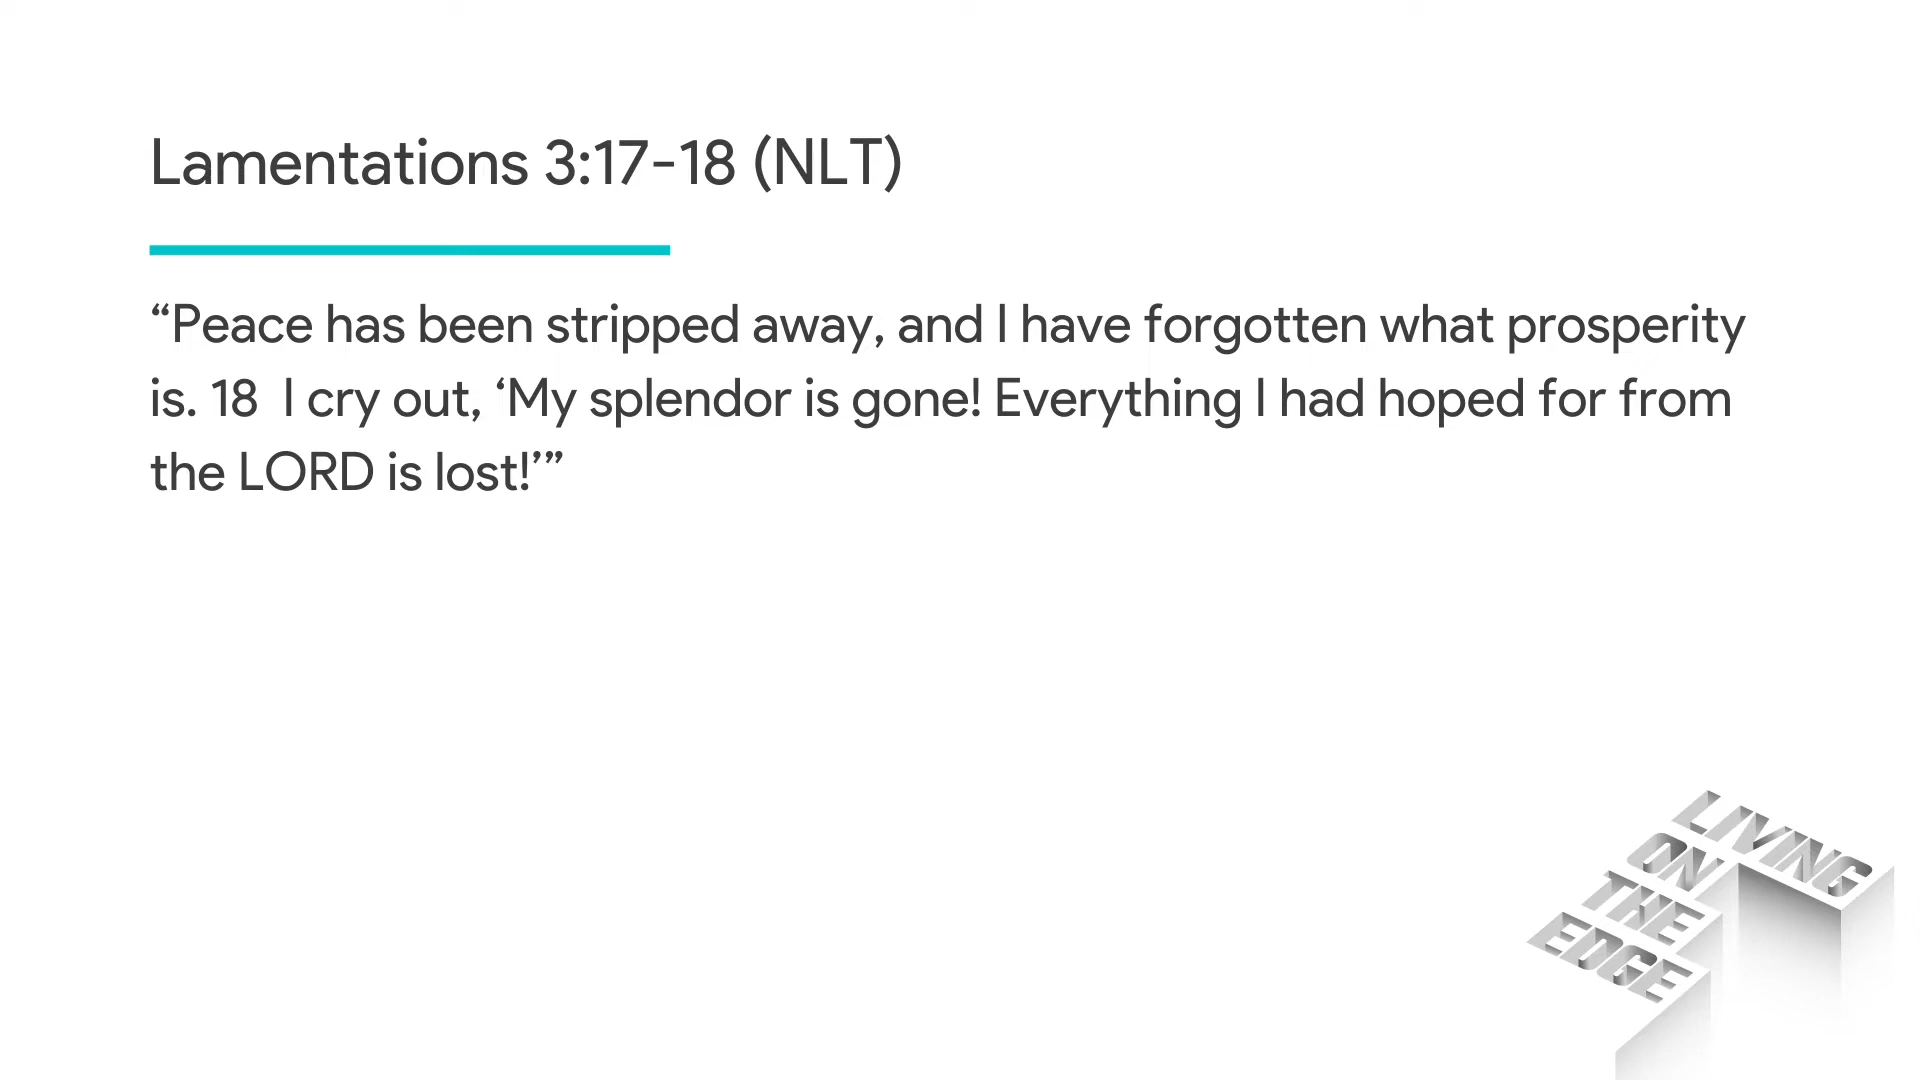 Lamentations 3:17-18 (NLT)
“Peace has been stripped away, and I have forgotten what prosperity
is. 18  I cry out, ‘My splendor is gone! Everything I had hoped for from
the LORD is lost!’”
LIVING
ON
THE
EDGE